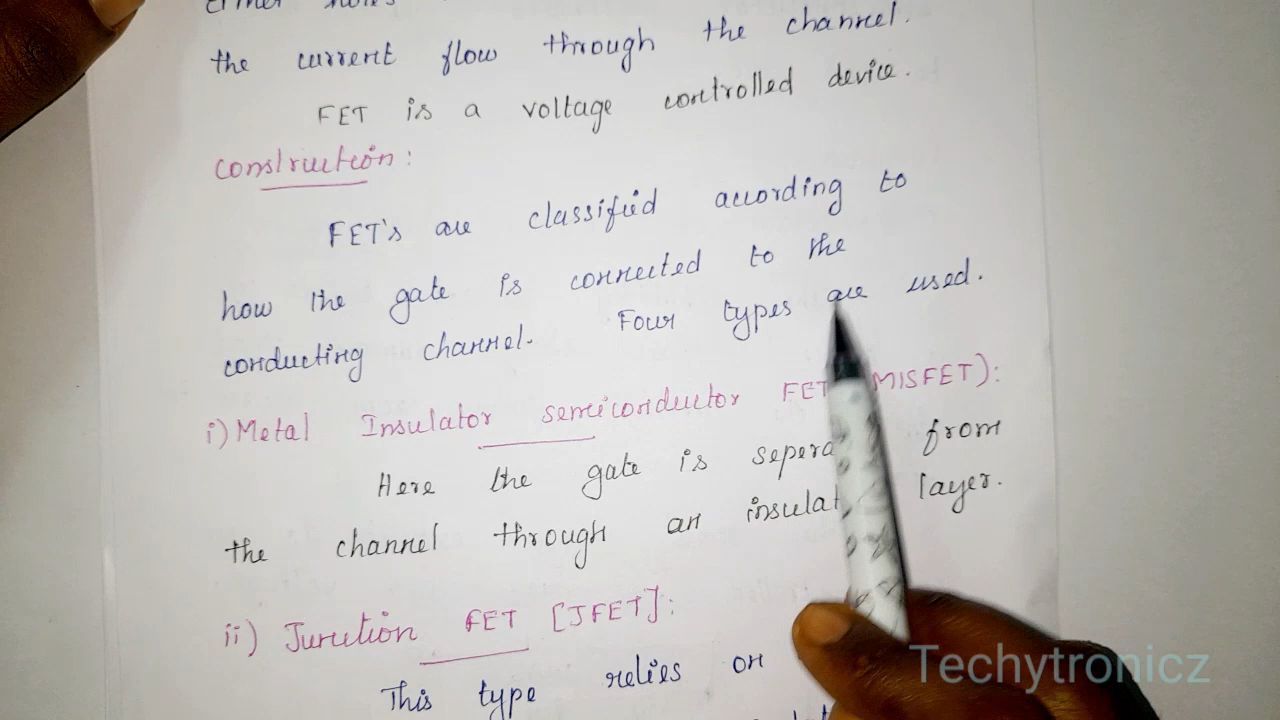 the current flow through the channel.
FET is a voltage controlled device.
Construction:
FET's are classified according to
how the gate is connected to the
conducting channel. Four types are used.
i) Metal Insulator semiconductor FET MISFET):
Here the gate is from
the channel through an layer.
ii) Junction FET [JFET]:
This type relies on
Techytronicz